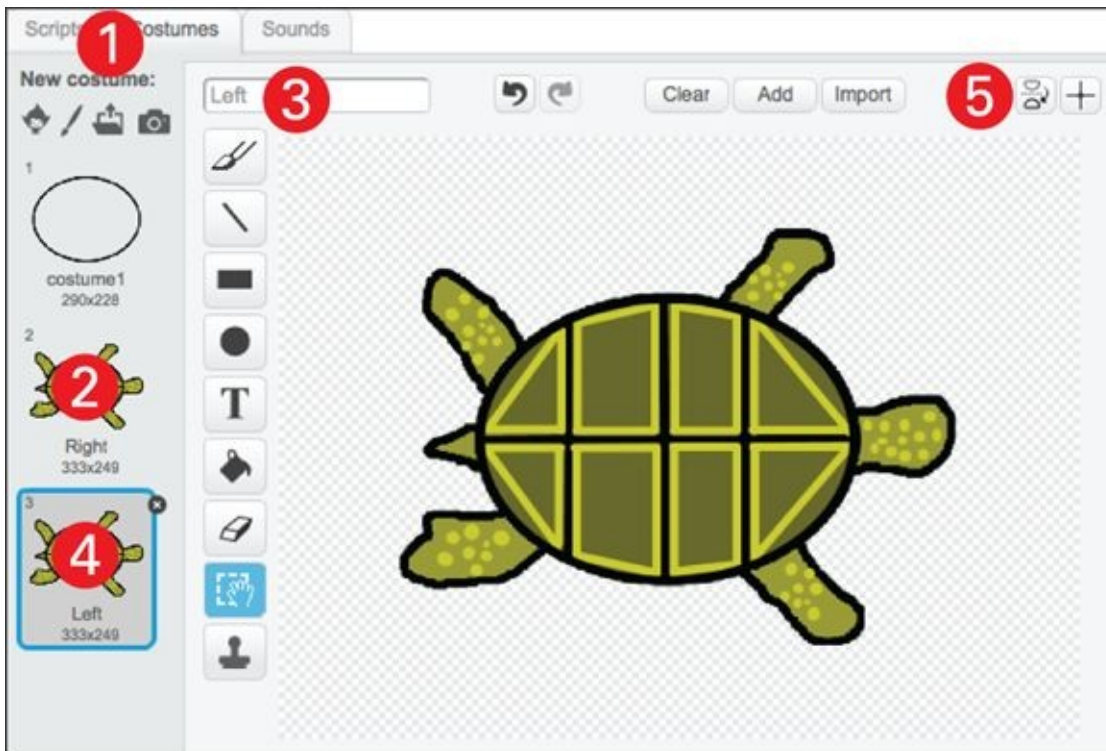 Scripts Costumes Sounds
1
New costume:
Left
3
Clear Add Import
5
1
costume1
290x228
2
2
Right
333x249
3
4
Left
333x249
T